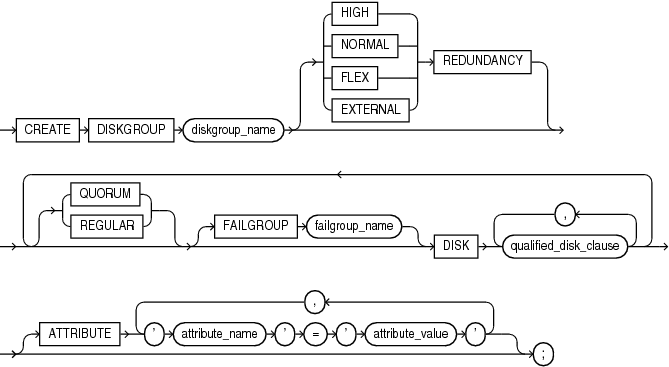 HIGH
NORMAL
FLEX
EXTERNAL
REDUNDANCY
CREATE DISKGROUP diskgroup_name
QUORUM
REGULAR
FAILGROUP failgroup_name
DISK
,
qualified_disk_clause
ATTRIBUTE
,
' attribute_name ' = ' attribute_value '
;